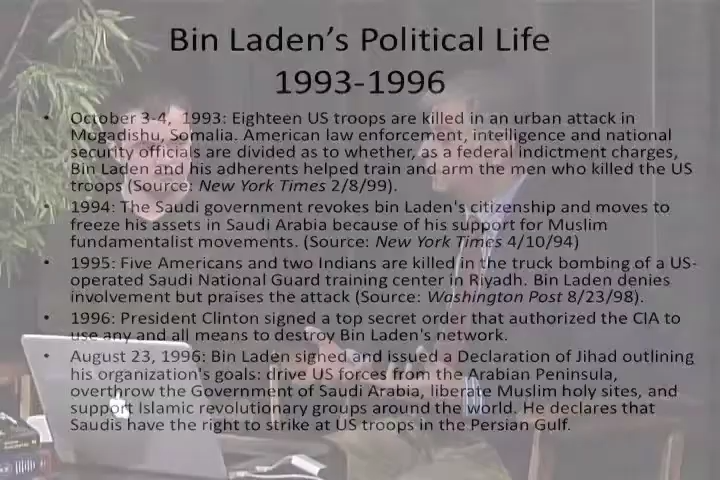 Bin Laden's Political Life
1993-1996
• October 3-4, 1993: Eighteen US troops are killed in an urban attack in
Mogadishu, Somalia. American law enforcement, intelligence and national
security officials are divided as to whether, as a federal indictment charges,
Bin Laden and his adherents helped train and arm the men who killed the US
troops (Source: New York Times 2/8/99).
• 1994: The Saudi government revokes bin Laden's citizenship and moves to
freeze his assets in Saudi Arabia because of his support for Muslim
fundamentalist movements. (Source: New York Times 4/10/94)
• 1995: Five Americans and two Indians are killed in the truck bombing of a US-
operated Saudi National Guard training center in Riyadh. Bin Laden denies
involvement but praises the attack (Source: Washington Post 8/23/98).
• 1996: President Clinton signed a top secret order that authorized the CIA to
use any and all means to destroy Bin Laden's network.
• August 23, 1996: Bin Laden signed and issued a Declaration of Jihad outlining
his organization's goals: drive US forces from the Arabian Peninsula,
overthrow the Government of Saudi Arabia, liberate Muslim holy sites, and
support Islamic revolutionary groups around the world. He declares that
Saudis have the right to strike at US troops in the Persian Gulf.